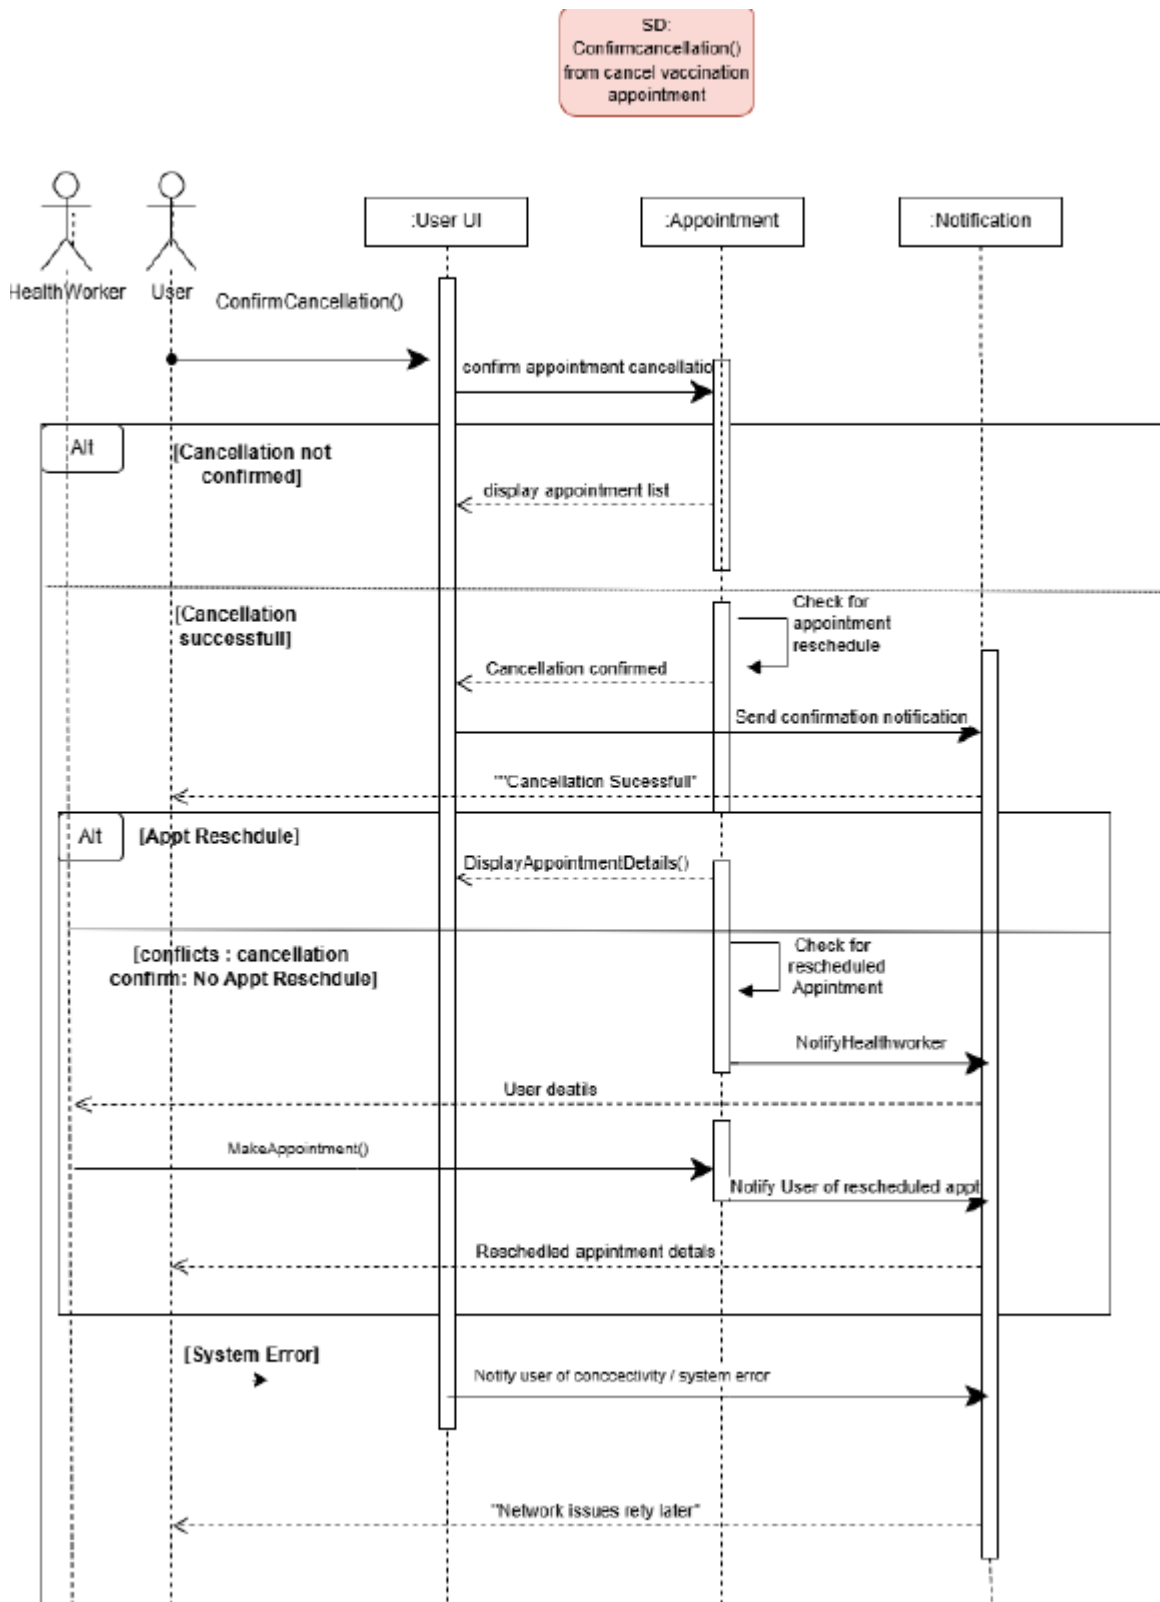 SD:
Confirmcancellation()
from cancel vaccination
appointment
:User UI
:Appointment
:Notification
HealthWorker
User
ConfirmCancellation()
confirm appointment cancellatio
Alt
[Cancellation not
confirmed]
display appointment list
[Cancellation
successfull]
Check for
appointment
reschedule
Cancellation confirmed
Send confirmation notification
""Cancellation Sucessfull"
Alt
[Appt Reschdule]
DisplayAppointmentDetails()
[conflicts : cancellation
confirm: No Appt Reschdule]
Check for
rescheduled
Appintment
NotifyHealthworker
User deatils
MakeAppointment()
Notify User of rescheduled appt
Reschedled appintment detals
[System Error]
Notify user of conccectivity / system error
"Network issues rety later"